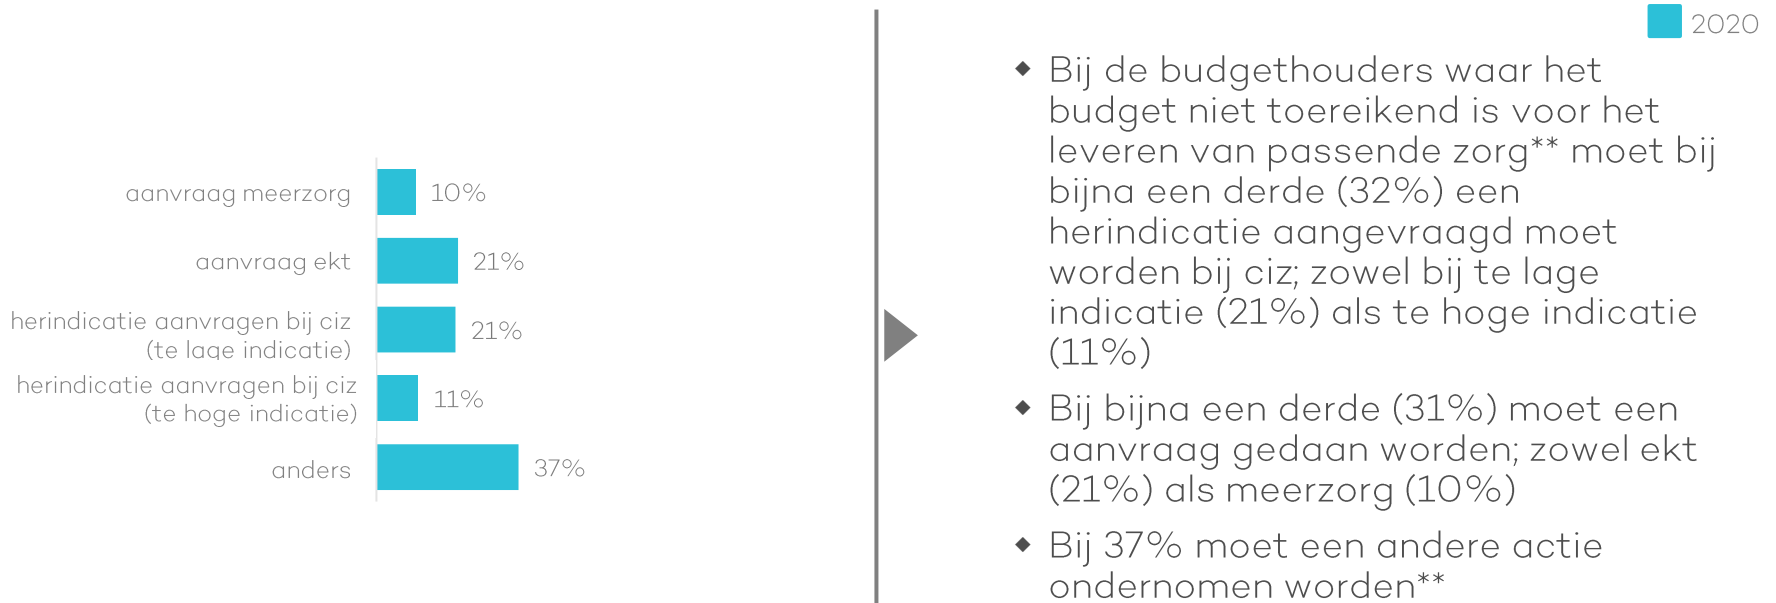 2020
aanvraag meerzorg 10%
aanvraag ekt 21%
herindicatie aanvragen bij ciz
(te lage indicatie) 21%
herindicatie aanvragen bij ciz
(te hoge indicatie) 11%
anders 37%
◆ Bij de budgethouders waar het
budget niet toereikend is voor het
leveren van passende zorg** moet bij
bijna een derde (32%) een
herindicatie aangevraagd moet
worden bij ciz; zowel bij te lage
indicatie (21%) als te hoge indicatie
(11%)
◆ Bij bijna een derde (31%) moet een
aanvraag gedaan worden; zowel ekt
(21%) als meerzorg (10%)
◆ Bij 37% moet een andere actie
ondernomen worden**